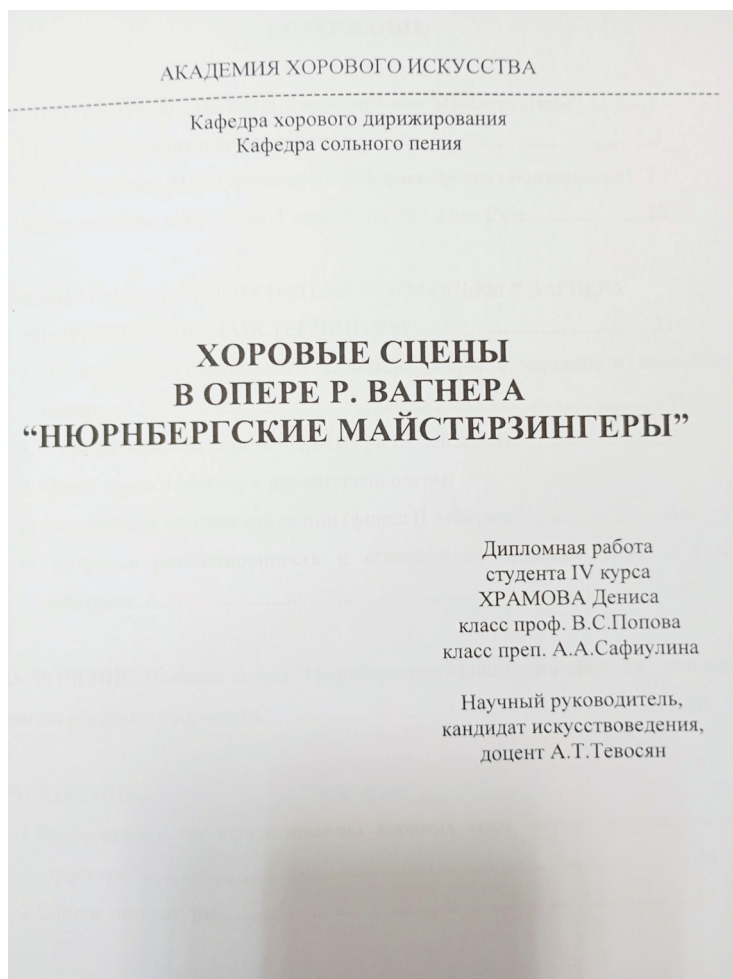 АКАДЕМИЯ ХОРОВОГО ИСКУССТВА
Кафедра хорового дирижирования
Кафедра сольного пения
ХОРОВЫЕ СЦЕНЫ
В ОПЕРЕ Р. ВАГНЕРА
“НЮРНБЕРГСКИЕ МАЙСТЕРЗИНГЕРЫ”
Дипломная работа
студента IV курса
ХРАМОВА Дениса
класс проф. В.С.Попова
класс преп. А.А.Сафиулина
Научный руководитель,
кандидат искусствоведения,
доцент А.Т.Тевосян